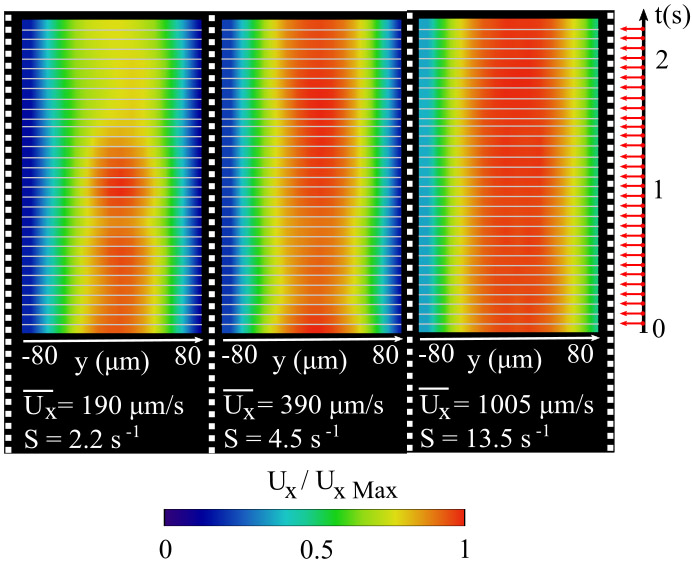 t(s)
2
1
0
-80 y (μm) 80
-80 y (μm) 80
-80 y (μm) 80
Ux = 190 μm/s
S = 2.2 s-1
Ux = 390 μm/s
S = 4.5 s-1
Ux = 1005 μm/s
S = 13.5 s-1
Ux / Ux Max
0 0.5 1